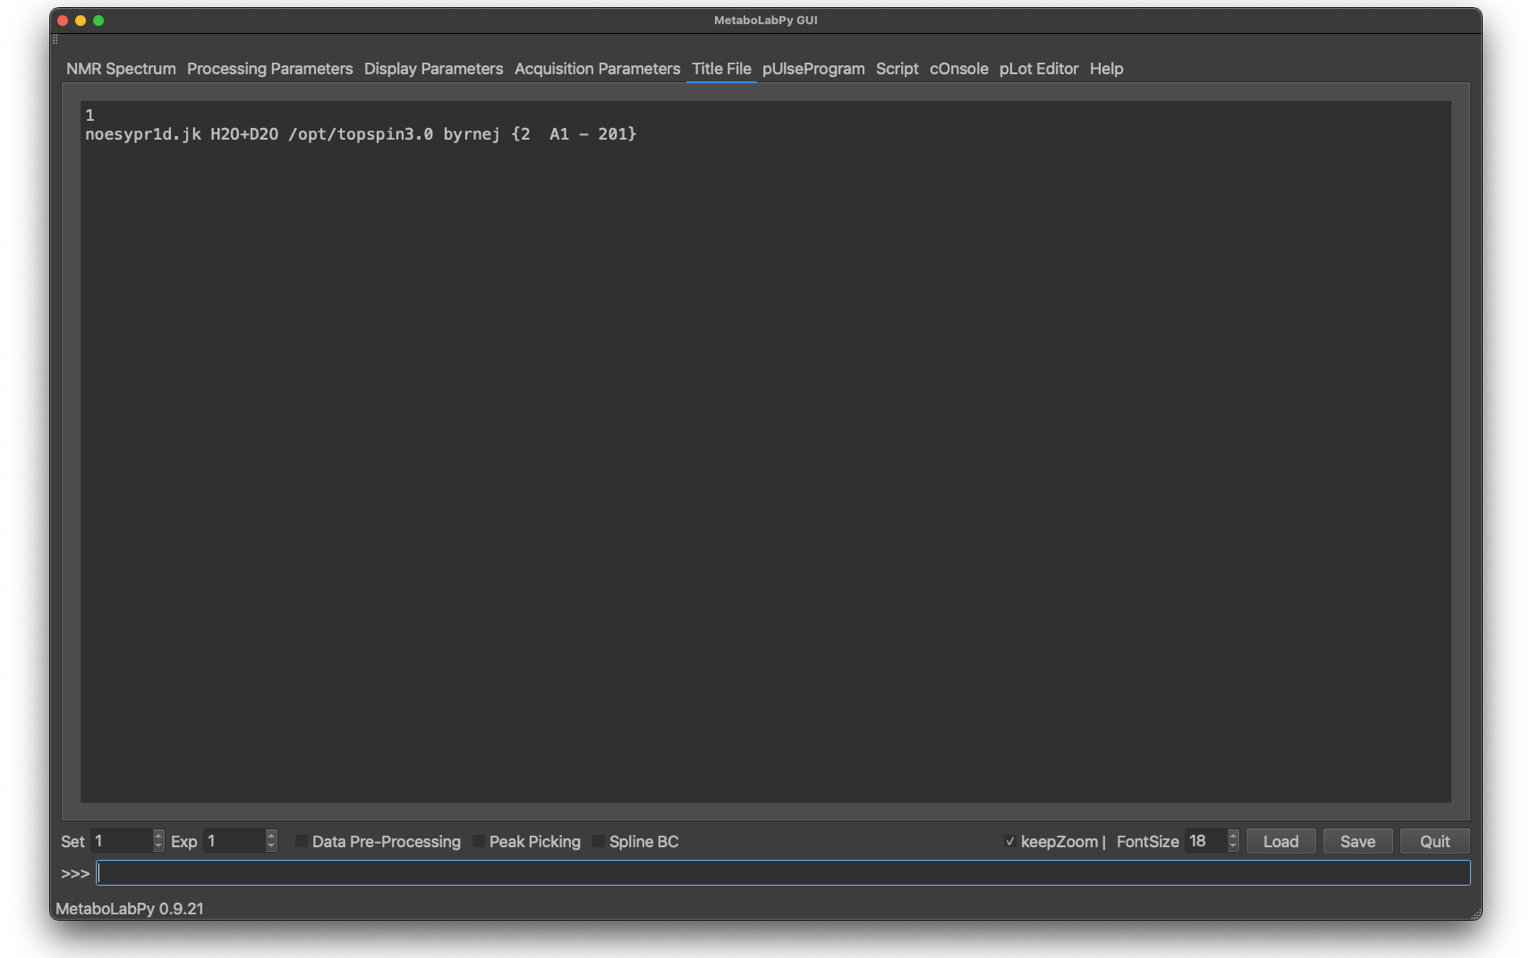 MetaboLabPy GUI
NMR Spectrum Processing Parameters Display Parameters Acquisition Parameters Title File pUlseProgram Script cOnsole pLot Editor Help
1
noesypr1d.jk H2O+D2O /opt/topspin3.0 byrnej {2  A1 - 201}
Set 1 Exp 1 Data Pre-Processing Peak Picking Spline BC keepZoom | FontSize 18 Load Save Quit
>>>
MetaboLabPy 0.9.21